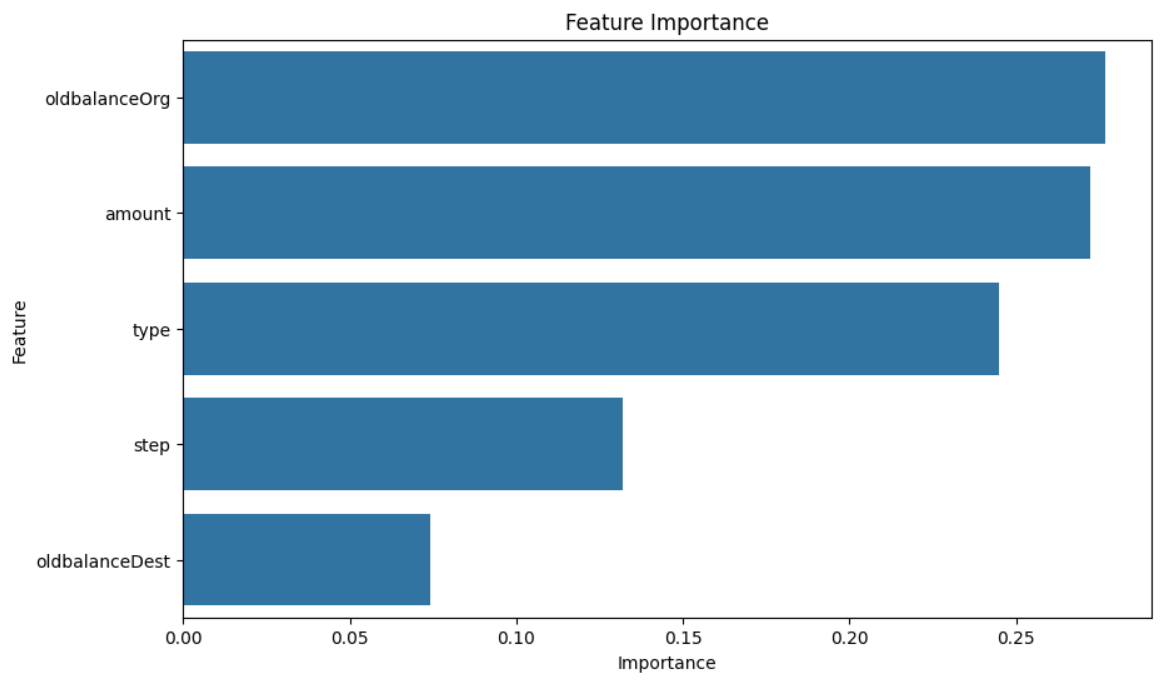 Feature Importance
oldbalanceOrg
amount
type
step
oldbalanceDest
Feature
0.00 0.05 0.10 0.15 0.20 0.25
Importance